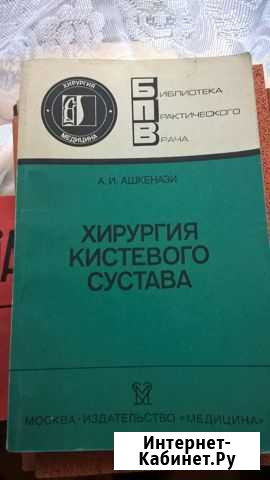 ХИРУРГИЯ
МЕДИЦИНА
БИБЛИОТЕКА
ПРАКТИЧЕСКОГО
ВРАЧА
А.И. АШКЕНАЗИ
ХИРУРГИЯ
КИСТЕВОГО
СУСТАВА
МОСКВА · ИЗДАТЕЛЬСТВО «МЕДИЦИНА»
Интернет-
Кабинет.Ру